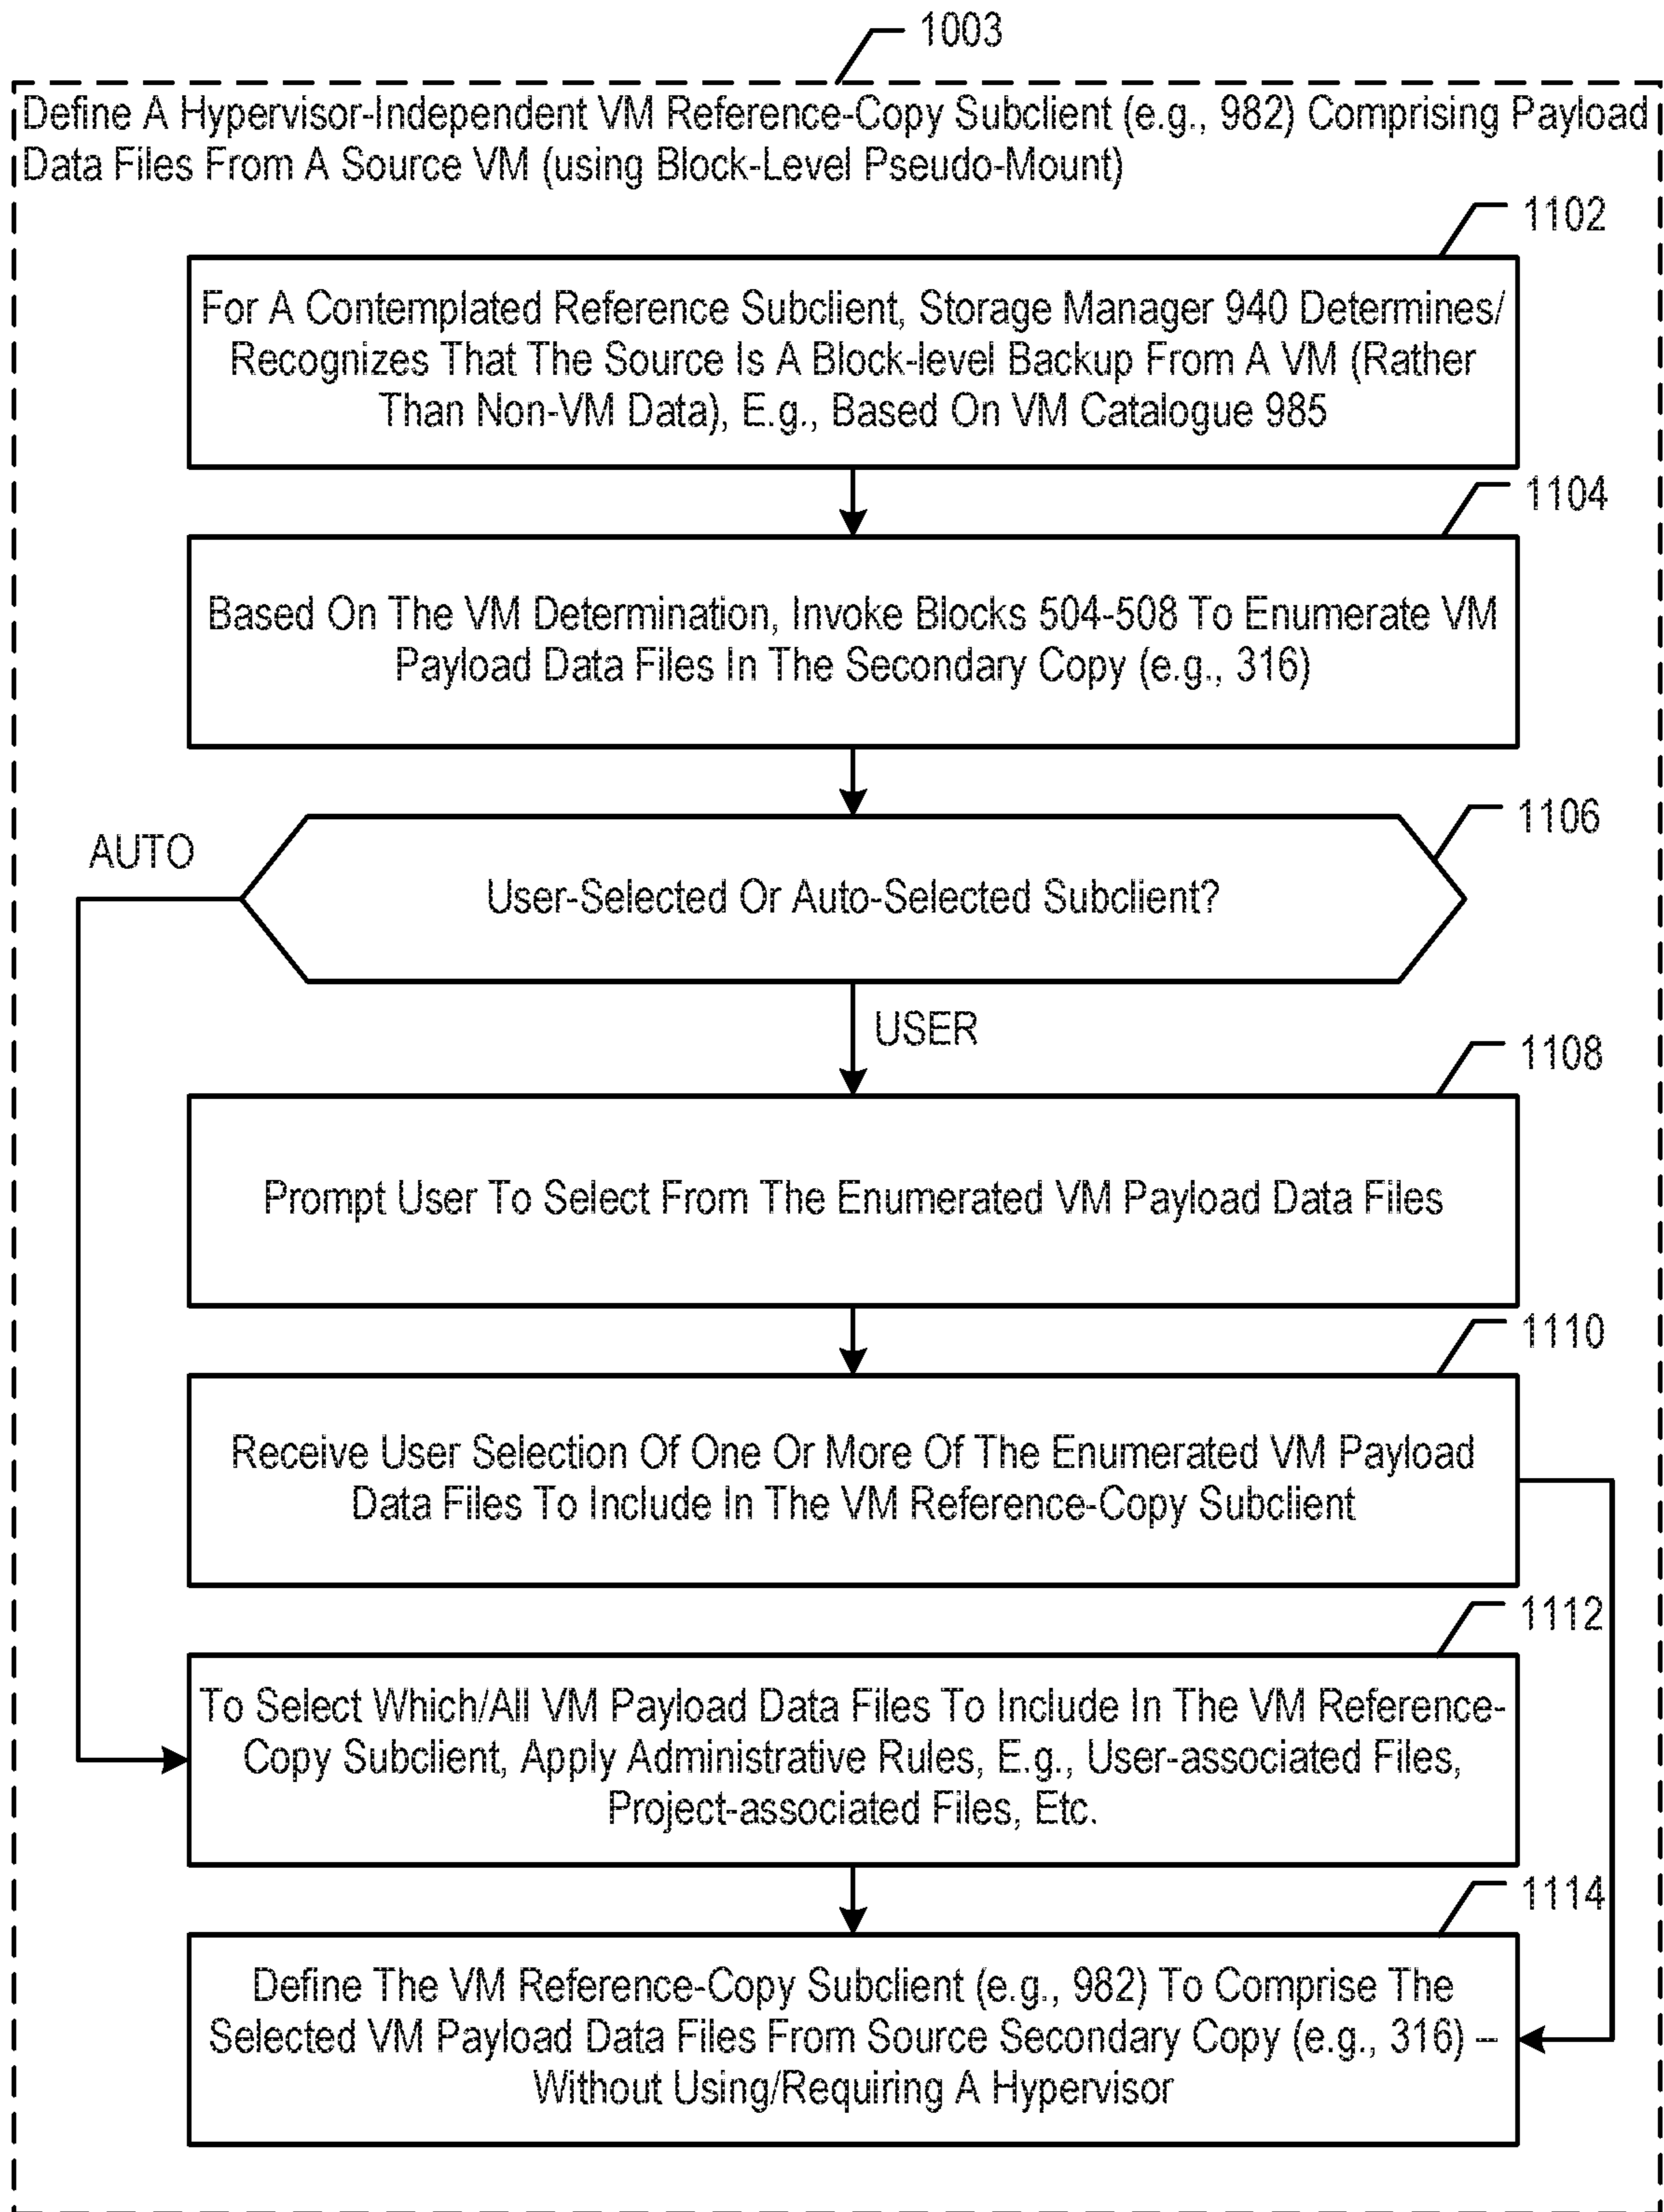 1003
Define A Hypervisor-Independent VM Reference-Copy Subclient (e.g., 982) Comprising Payload
Data Files From A Source VM (using Block-Level Pseudo-Mount)
1102
For A Contemplated Reference Subclient, Storage Manager 940 Determines/
Recognizes That The Source Is A Block-level Backup From A VM (Rather
Than Non-VM Data), E.g., Based On VM Catalogue 985
1104
Based On The VM Determination, Invoke Blocks 504-508 To Enumerate VM
Payload Data Files In The Secondary Copy (e.g., 316)
1106
AUTO
User-Selected Or Auto-Selected Subclient?
USER
1108
Prompt User To Select From The Enumerated VM Payload Data Files
1110
Receive User Selection Of One Or More Of The Enumerated VM Payload
Data Files To Include In The VM Reference-Copy Subclient
1112
To Select Which/All VM Payload Data Files To Include In The VM Reference-
Copy Subclient, Apply Administrative Rules, E.g., User-associated Files,
Project-associated Files, Etc.
1114
Define The VM Reference-Copy Subclient (e.g., 982) To Comprise The
Selected VM Payload Data Files From Source Secondary Copy (e.g., 316) –
Without Using/Requiring A Hypervisor